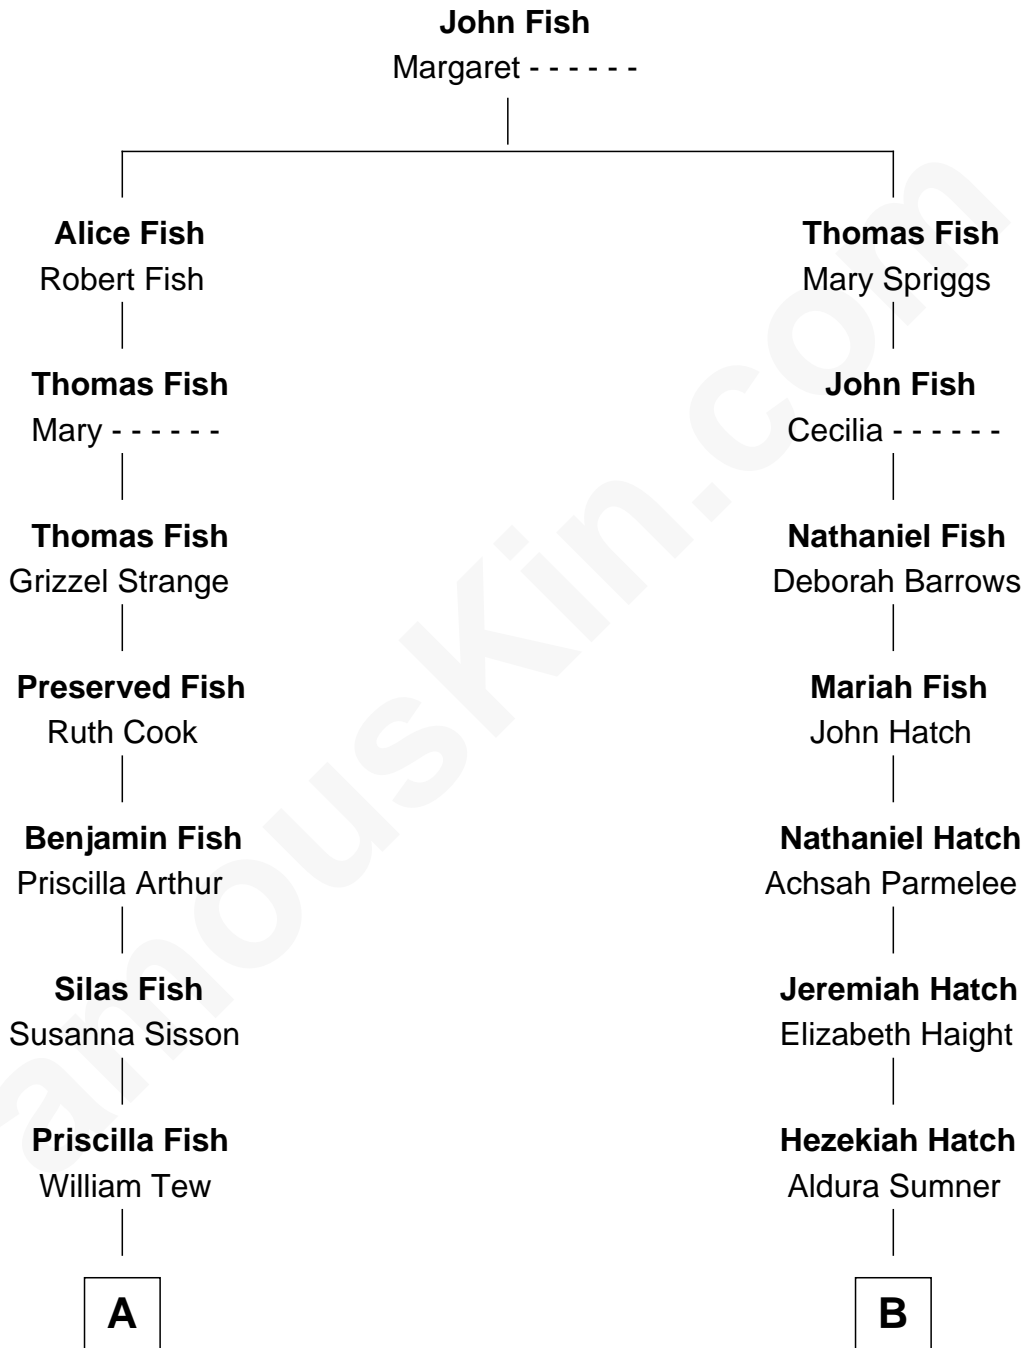 John Fish
Margaret - - - - - -
Alice Fish
Robert Fish
Thomas Fish
Mary Spriggs
Thomas Fish
Mary - - - - - -
John Fish
Cecilia - - - - - -
Thomas Fish
Grizzel Strange
Nathaniel Fish
Deborah Barrows
Preserved Fish
Ruth Cook
Mariah Fish
John Hatch
Benjamin Fish
Priscilla Arthur
Nathaniel Hatch
Achsah Parmelee
Silas Fish
Susanna Sisson
Jeremiah Hatch
Elizabeth Haight
Priscilla Fish
William Tew
Hezekiah Hatch
Aldura Sumner
A
B
amousKin.com